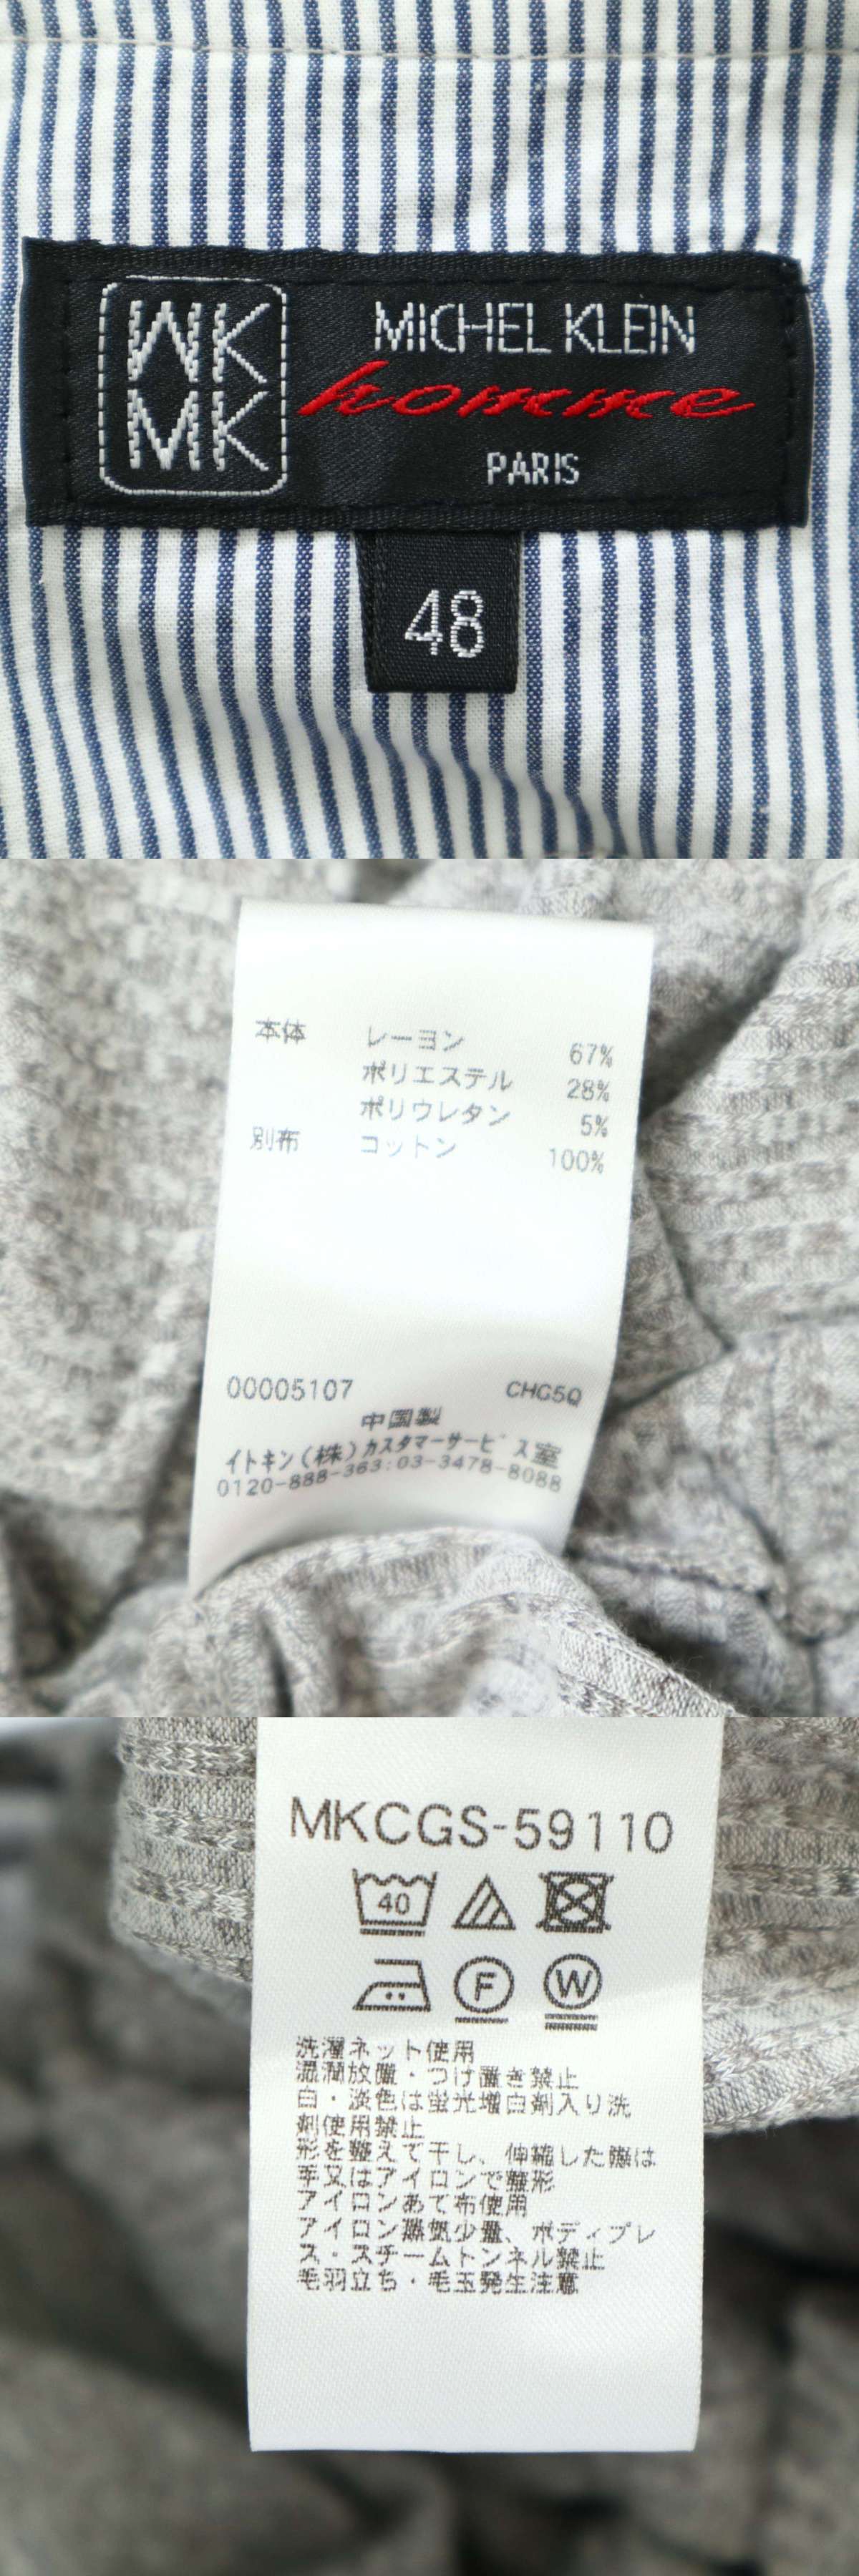 MK
MK
MICHEL KLEIN
homme
PARIS
48
本体 レーヨン 67%
ポリエステル 28%
ポリウレタン 5%
別布 コットン 100%
00005107 CHG5Q
中国製
イトキン(株)カスタマーサービス室
0120-888-363:03-3478-8088
MKCGS-59110
40
F W
洗濯ネット使用
湿潤放置・つけ置き禁止
白・淡色は蛍光増白剤入り洗
剤使用禁止
形を整えて干し、伸縮した際は
手又はアイロンで整形
アイロンあて布使用
アイロン蒸気少量、ボディプレ
ス・スチームトンネル禁止
毛羽立ち・毛玉発生注意